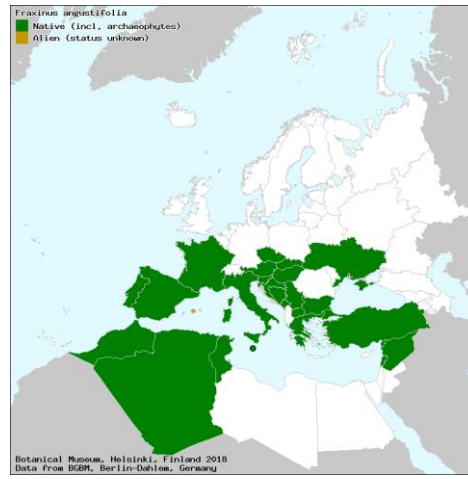 Fraxinus angustifolia
Native (incl. archaeophytes)
Alien (status unknown)
Botanical Museum, Helsinki, Finland 2018
Data from BGBM, Berlin-Dahlem, Germany